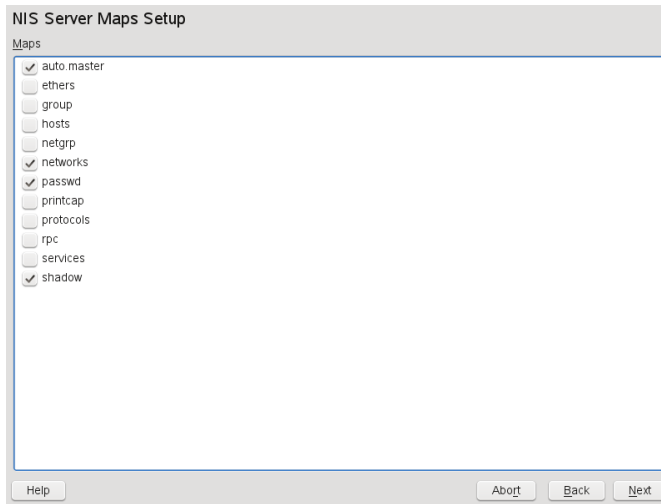 NIS Server Maps Setup
Maps
auto.master
ethers
group
hosts
netgrp
networks
passwd
printcap
protocols
rpc
services
shadow
Help Abort Back Next